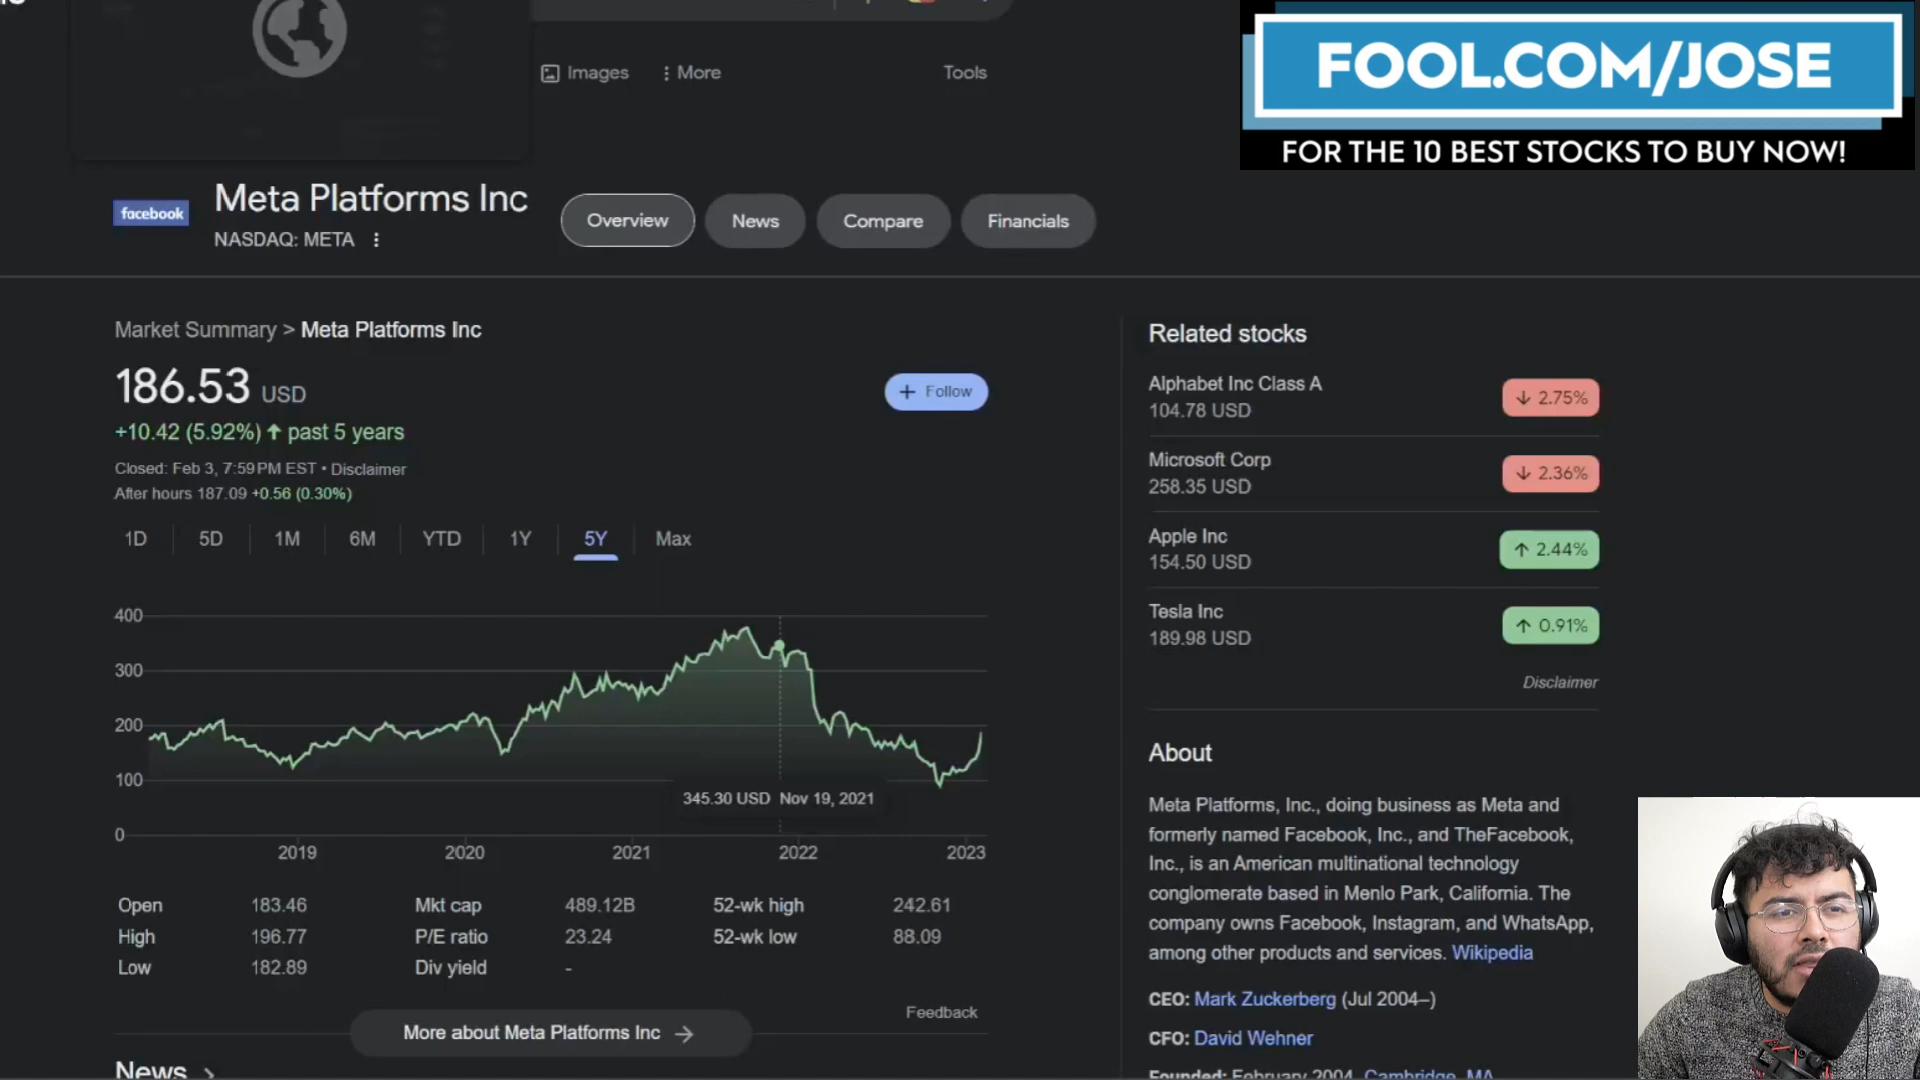 FOOL.COM/JOSE
FOR THE 10 BEST STOCKS TO BUY NOW!
Images
More
Tools
facebook
Meta Platforms Inc
NASDAQ: META
Overview
News
Compare
Financials
Market Summary > Meta Platforms Inc
186.53 USD
+ Follow
+10.42 (5.92%) ↑ past 5 years
Closed: Feb 3, 7:59 PM EST • Disclaimer
After hours 187.09 +0.56 (0.30%)
1D 5D 1M 6M YTD 1Y 5Y Max
400
300
200
100
0
345.30 USD Nov 19, 2021
2019 2020 2021 2022 2023
Open 183.46 Mkt cap 489.12B 52-wk high 242.61
High 196.77 P/E ratio 23.24 52-wk low 88.09
Low 182.89 Div yield -
Feedback
More about Meta Platforms Inc →
News >
Related stocks
Alphabet Inc Class A
104.78 USD
↓ 2.75%
Microsoft Corp
258.35 USD
↓ 2.36%
Apple Inc
154.50 USD
↑ 2.44%
Tesla Inc
189.98 USD
↑ 0.91%
Disclaimer
About
Meta Platforms, Inc., doing business as Meta and
formerly named Facebook, Inc., and TheFacebook,
Inc., is an American multinational technology
conglomerate based in Menlo Park, California. The
company owns Facebook, Instagram, and WhatsApp,
among other products and services. Wikipedia
CEO: Mark Zuckerberg (Jul 2004–)
CFO: David Wehner
Founded: February 2004, Cambridge, MA